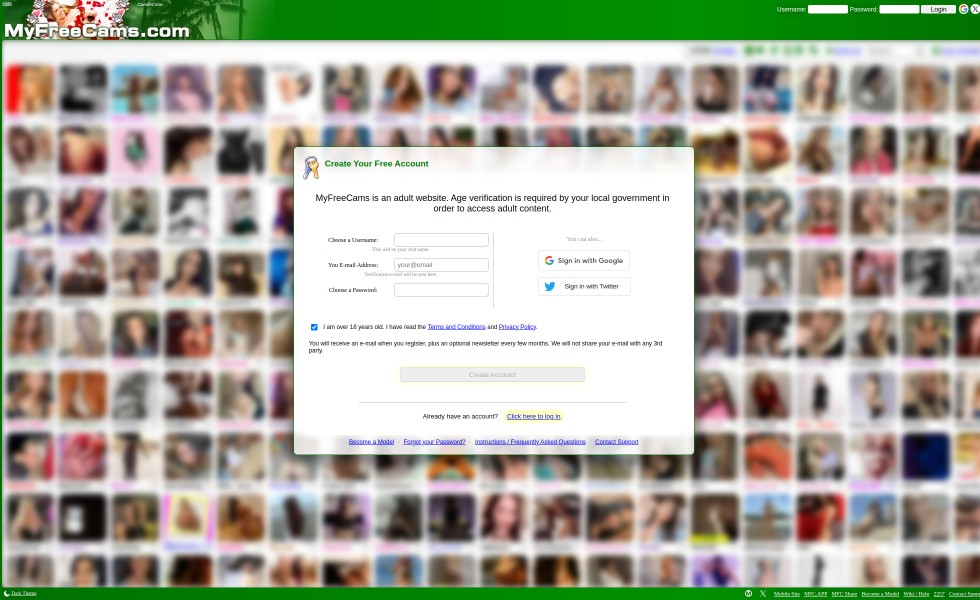 Username: Password: Login
MyFreeCams.com
Create Your Free Account
MyFreeCams is an adult website. Age verification is required by your local government in
order to access adult content.
Choose a Username:
This will be your chat name.
You E-mail Address: your@email
Verification e-mail will be sent here.
Choose a Password:
You can also...
Sign in with Google
Sign in with Twitter
I am over 18 years old. I have read the Terms and Conditions and Privacy Policy.
You will receive an e-mail when you register, plus an optional newsletter every few months. We will not share your e-mail with any 3rd
party.
Create Account!
Already have an account? Click here to log in.
Become a Model · Forgot your Password? · Instructions / Frequently Asked Questions · Contact Support
Dark Theme
Mobile Site MFC.APP MFC Share Become a Model Wiki / Help 2257 Contact